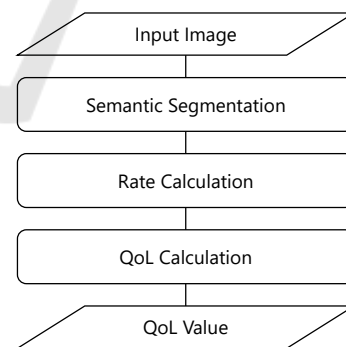 Input Image
Semantic Segmentation
Rate Calculation
QoL Calculation
QoL Value